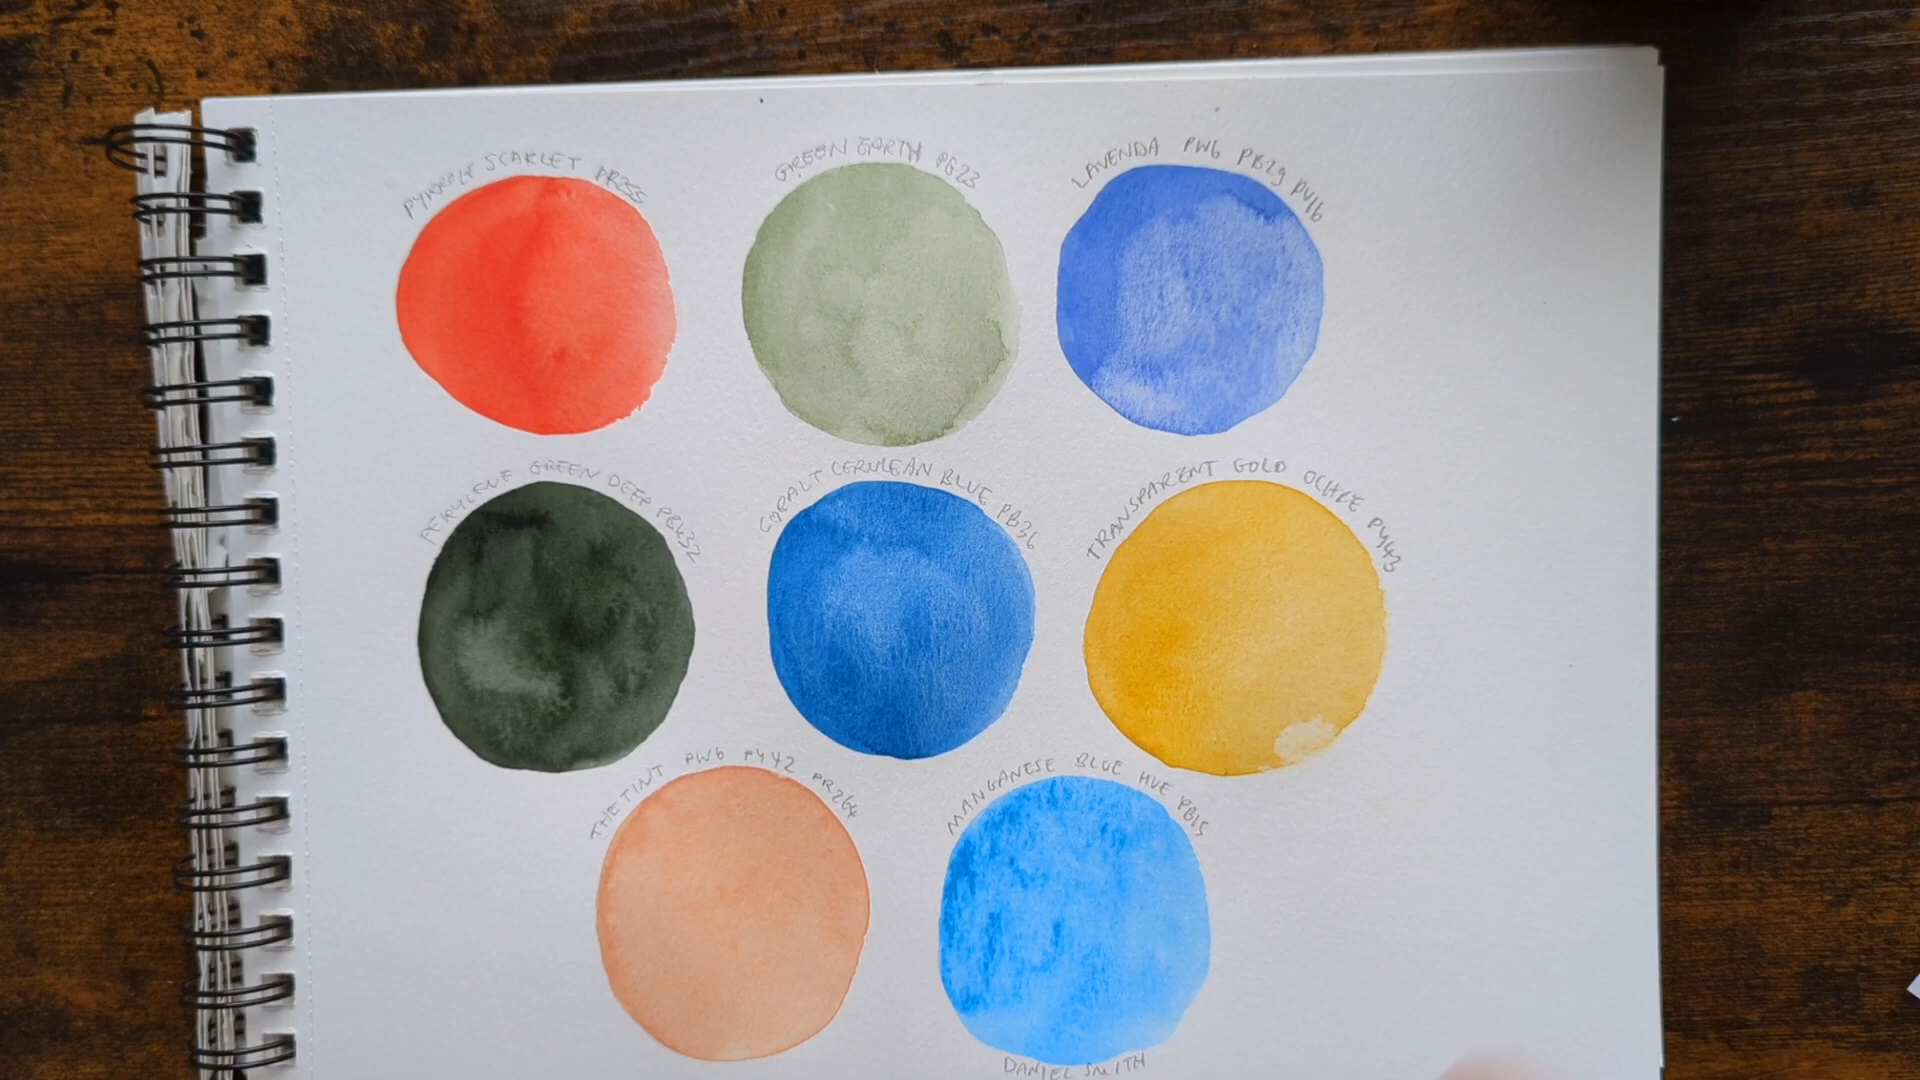 PYRROLE SCARLET PR255
GREEN EARTH PG23
LAVENDA PW6 PB29 PV16
PERYLENE GREEN DEEP PBk32
COBALT CERULEAN BLUE PB36
TRANSPARENT GOLD OCHRE PY43
THE TINT PW6 PY42 PR264
MANGANESE BLUE HUE PB15
DANIEL SMITH